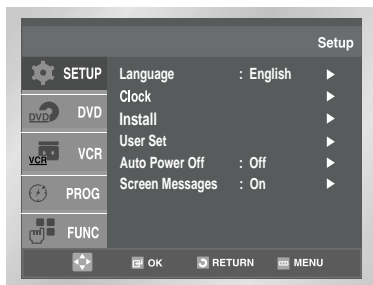 Setup
SETUP
Language : English ►
Clock ►
DVD DVD
Install ►
User Set ►
VCR VCR
Auto Power Off : Off ►
Screen Messages : On ►
PROG
FUNC
OK RETURN MENU